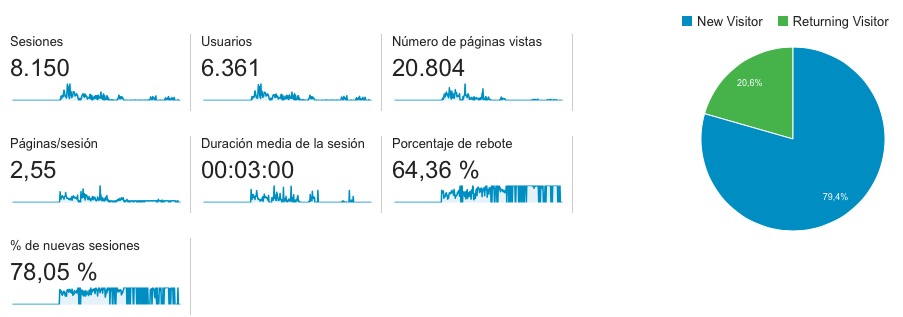 New Visitor Returning Visitor
Sesiones Usuarios Número de páginas vistas
8.150 6.361 20.804
Páginas/sesión Duración media de la sesión Porcentaje de rebote
2,55 00:03:00 64,36 %
% de nuevas sesiones
78,05 %
20,6%
79,4%